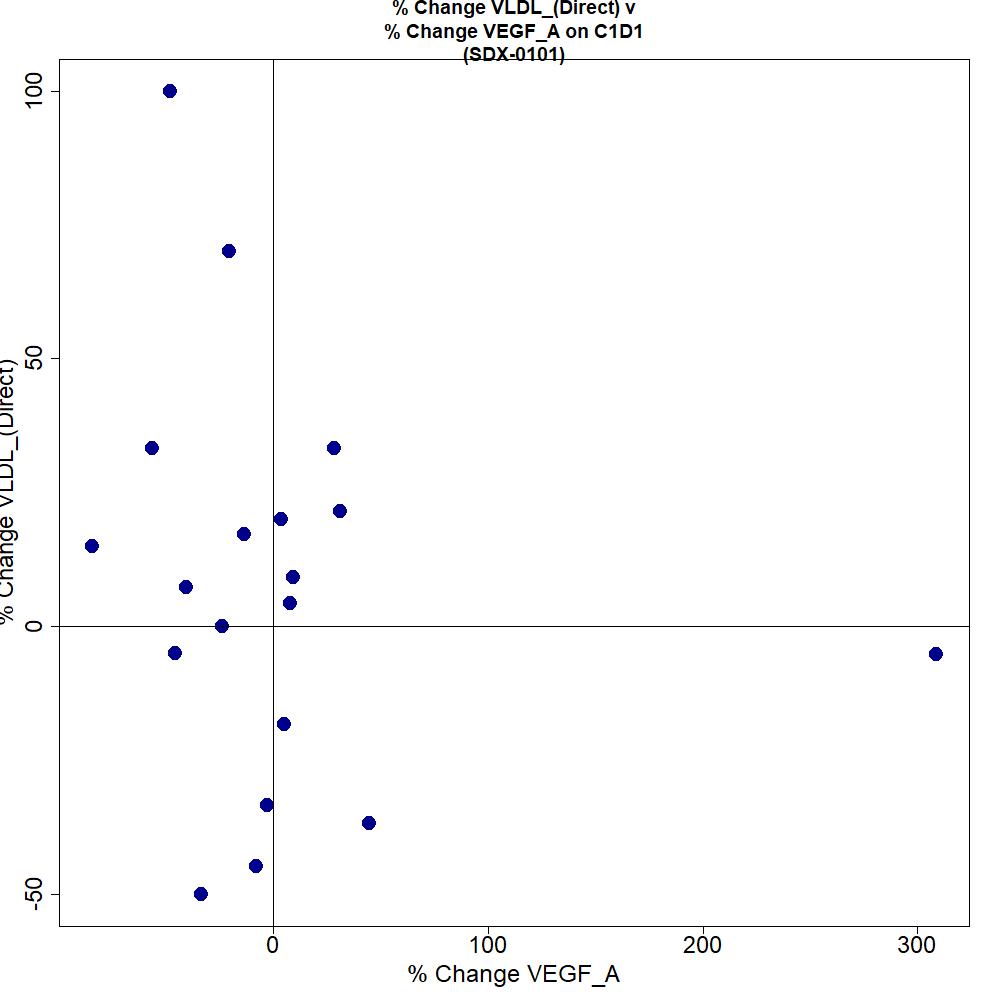 % Change VLDL_(Direct) v
% Change VEGF_A on C1D1
(SDX-0101)
% Change VLDL_(Direct)
100
50
0
-50
0
100
200
300
% Change VEGF_A